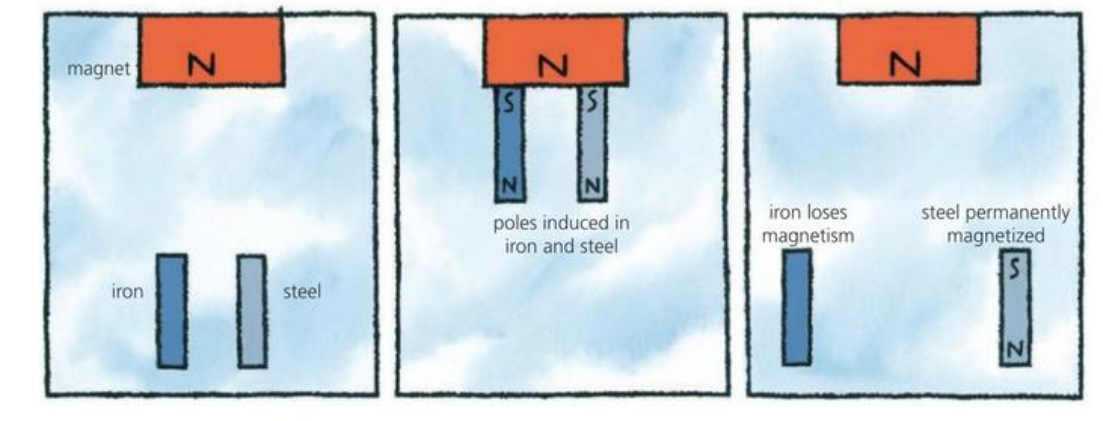 N
magnet
iron
steel
N
S
S
N
N
poles induced in
iron and steel
N
iron loses
magnetism
steel permanently
magnetized
S
N